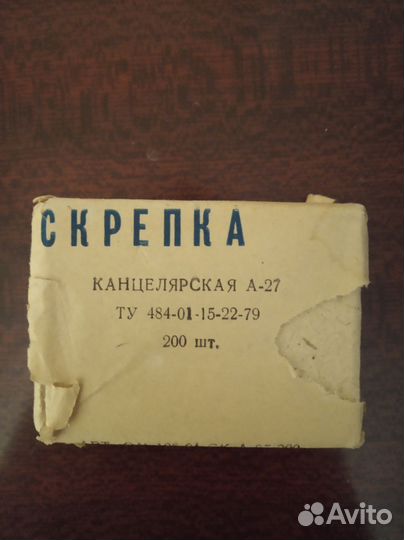 СКРЕПКА
КАНЦЕЛЯРСКАЯ А-27
ТУ 484-01-15-22-79
200 шт.
Avito